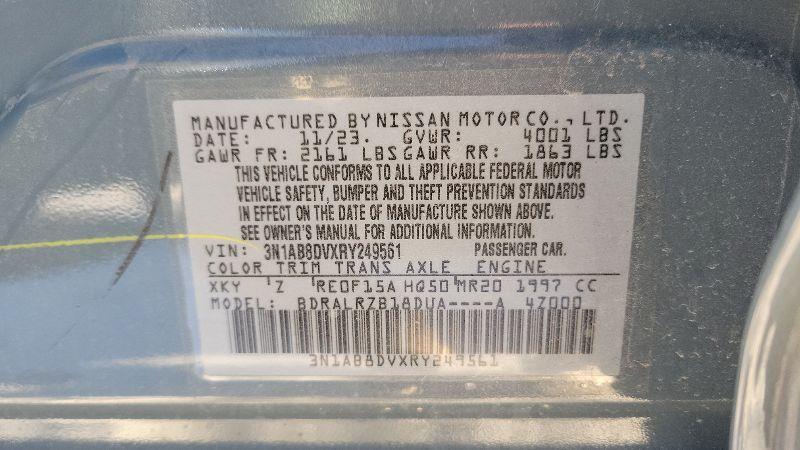 MANUFACTURED BY NISSAN MOTOR CO., LTD.
DATE: 11/23. GVWR: 4001 LBS
GAWR FR: 2161 LBS GAWR RR: 1863 LBS
THIS VEHICLE CONFORMS TO ALL APPLICABLE FEDERAL MOTOR
VEHICLE SAFETY, BUMPER AND THEFT PREVENTION STANDARDS
IN EFFECT ON THE DATE OF MANUFACTURE SHOWN ABOVE.
SEE OWNER'S MANUAL FOR ADDITIONAL INFORMATION.
VIN: 3N1AB8DVXRY249561 PASSENGER CAR.
COLOR TRIM TRANS AXLE ENGINE
XKY Z RE0F15A HQ50 MR20 1997 CC
MODEL: BDRALRZB18DUA----A 4Z000
3N1AB8DVXRY249561